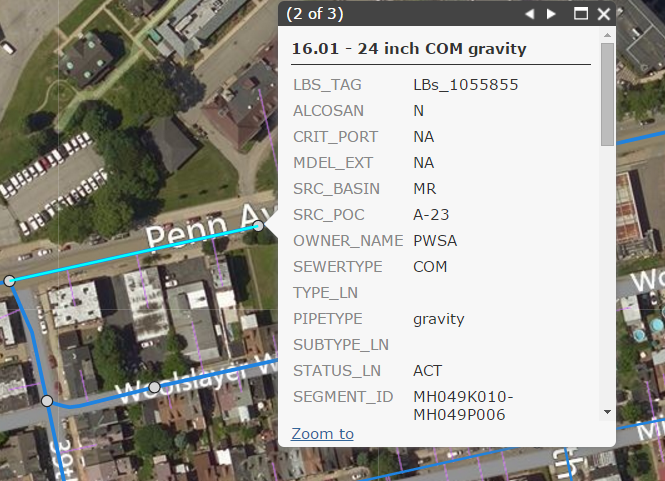 (2 of 3)
16.01 - 24 inch COM gravity
LBS_TAG LBs_1055855
ALCOSAN N
CRIT_PORT NA
MDEL_EXT NA
SRC_BASIN MR
SRC_POC A-23
OWNER_NAME PWSA
SEWERTYPE COM
TYPE_LN
PIPETYPE gravity
SUBTYPE_LN
STATUS_LN ACT
SEGMENT_ID MH049K010-
MH049P006
Zoom to
Penn Av
Woolslayer W
Wo
39th
M
th